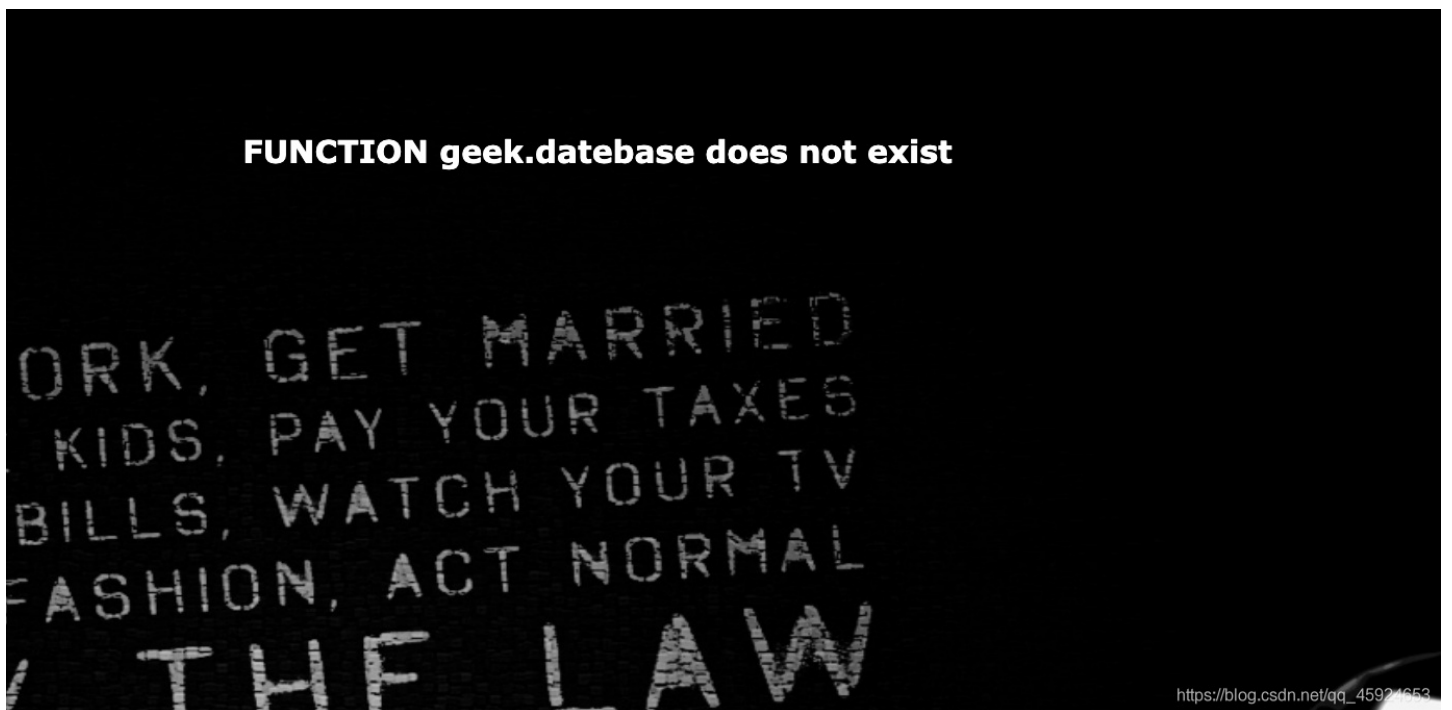 FUNCTION geek.datebase does not exist
ORK, GET MARRIED
KIDS, PAY YOUR TAXES
BILLS, WATCH YOUR TV
FASHION, ACT NORMAL
THE LAW
https://blog.csdn.net/qq_45924653